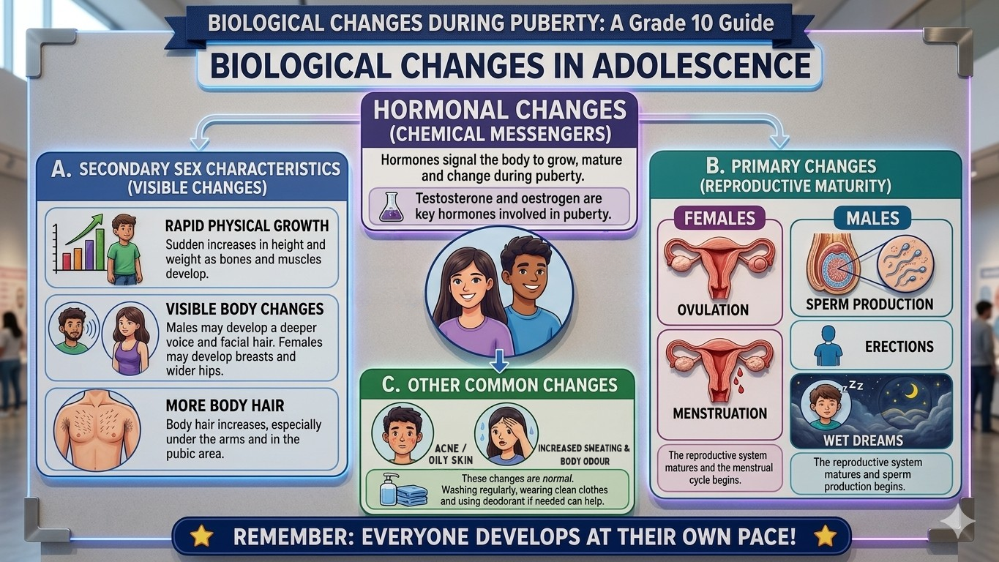 BIOLOGICAL CHANGES DURING PUBERTY: A Grade 10 Guide
BIOLOGICAL CHANGES IN ADOLESCENCE
HORMONAL CHANGES
(CHEMICAL MESSENGERS)
Hormones signal the body to grow, mature
and change during puberty.
Testosterone and oestrogen are
key hormones involved in puberty.
A. SECONDARY SEX CHARACTERISTICS
(VISIBLE CHANGES)
RAPID PHYSICAL GROWTH
Sudden increases in height and
weight as bones and muscles
develop.
VISIBLE BODY CHANGES
Males may develop a deeper
voice and facial hair. Females
may develop breasts and
wider hips.
MORE BODY HAIR
Body hair increases, especially
under the arms and in the
pubic area.
B. PRIMARY CHANGES
(REPRODUCTIVE MATURITY)
FEMALES
OVULATION
MENSTRUATION
The reproductive system
matures and the menstrual
cycle begins.
MALES
SPERM PRODUCTION
ERECTIONS
zZZ
WET DREAMS
The reproductive system
matures and sperm
production begins.
C. OTHER COMMON CHANGES
ACNE /
OILY SKIN
INCREASED SWEATING &
BODY ODOUR
These changes are normal.
Washing regularly, wearing clean clothes
and using deodorant if needed can help.
REMEMBER: EVERYONE DEVELOPS AT THEIR OWN PACE!